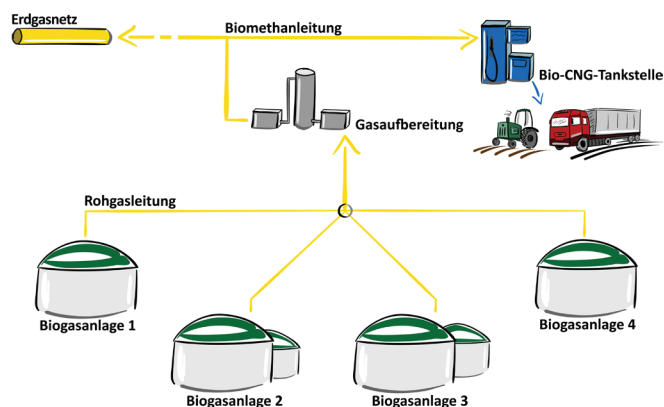 Erdgasnetz
Biomethanleitung
Bio-CNG-Tankstelle
Gasaufbereitung
Rohgasleitung
Biogasanlage 1
Biogasanlage 4
Biogasanlage 2
Biogasanlage 3